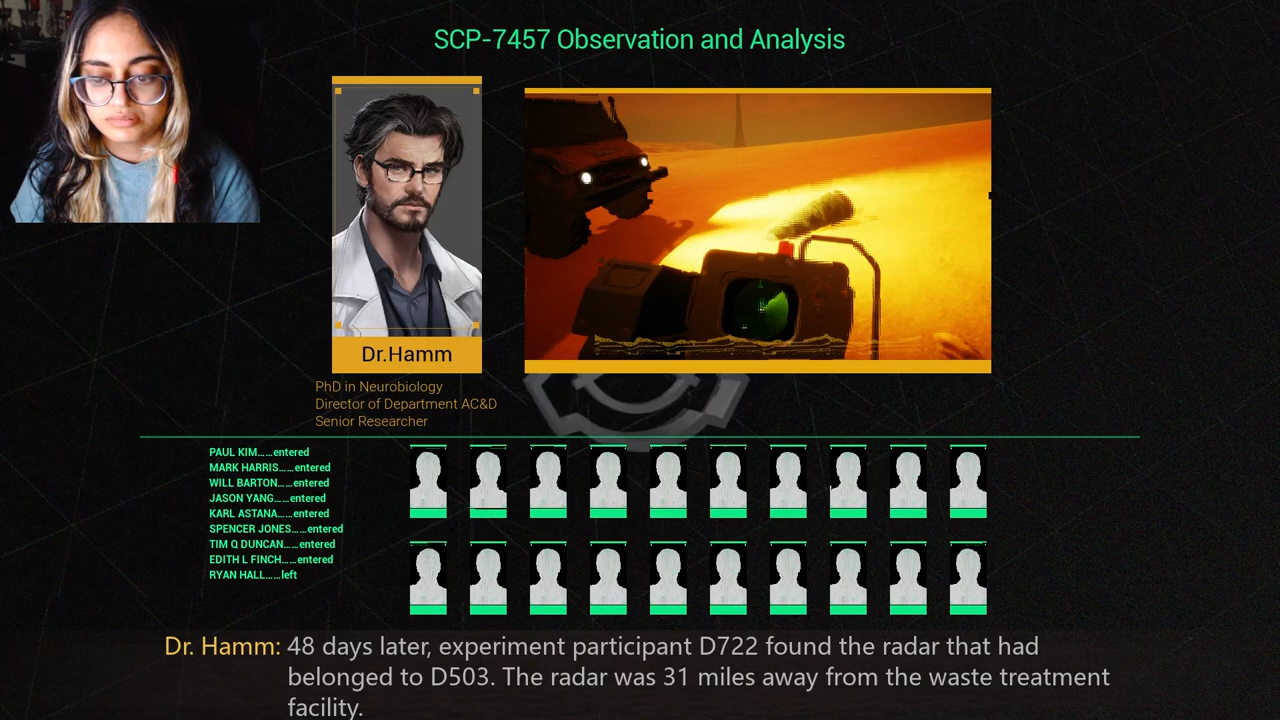 SCP-7457 Observation and Analysis
Dr.Hamm
PhD in Neurobiology
Director of Department AC&D
Senior Researcher
PAUL KIM......entered
MARK HARRIS......entered
WILL BARTON......entered
JASON YANG......entered
KARL ASTANA......entered
SPENCER JONES......entered
TIM Q DUNCAN......entered
EDITH L FINCH......entered
RYAN HALL......left
Dr. Hamm: 48 days later, experiment participant D722 found the radar that had
belonged to D503. The radar was 31 miles away from the waste treatment
facility.